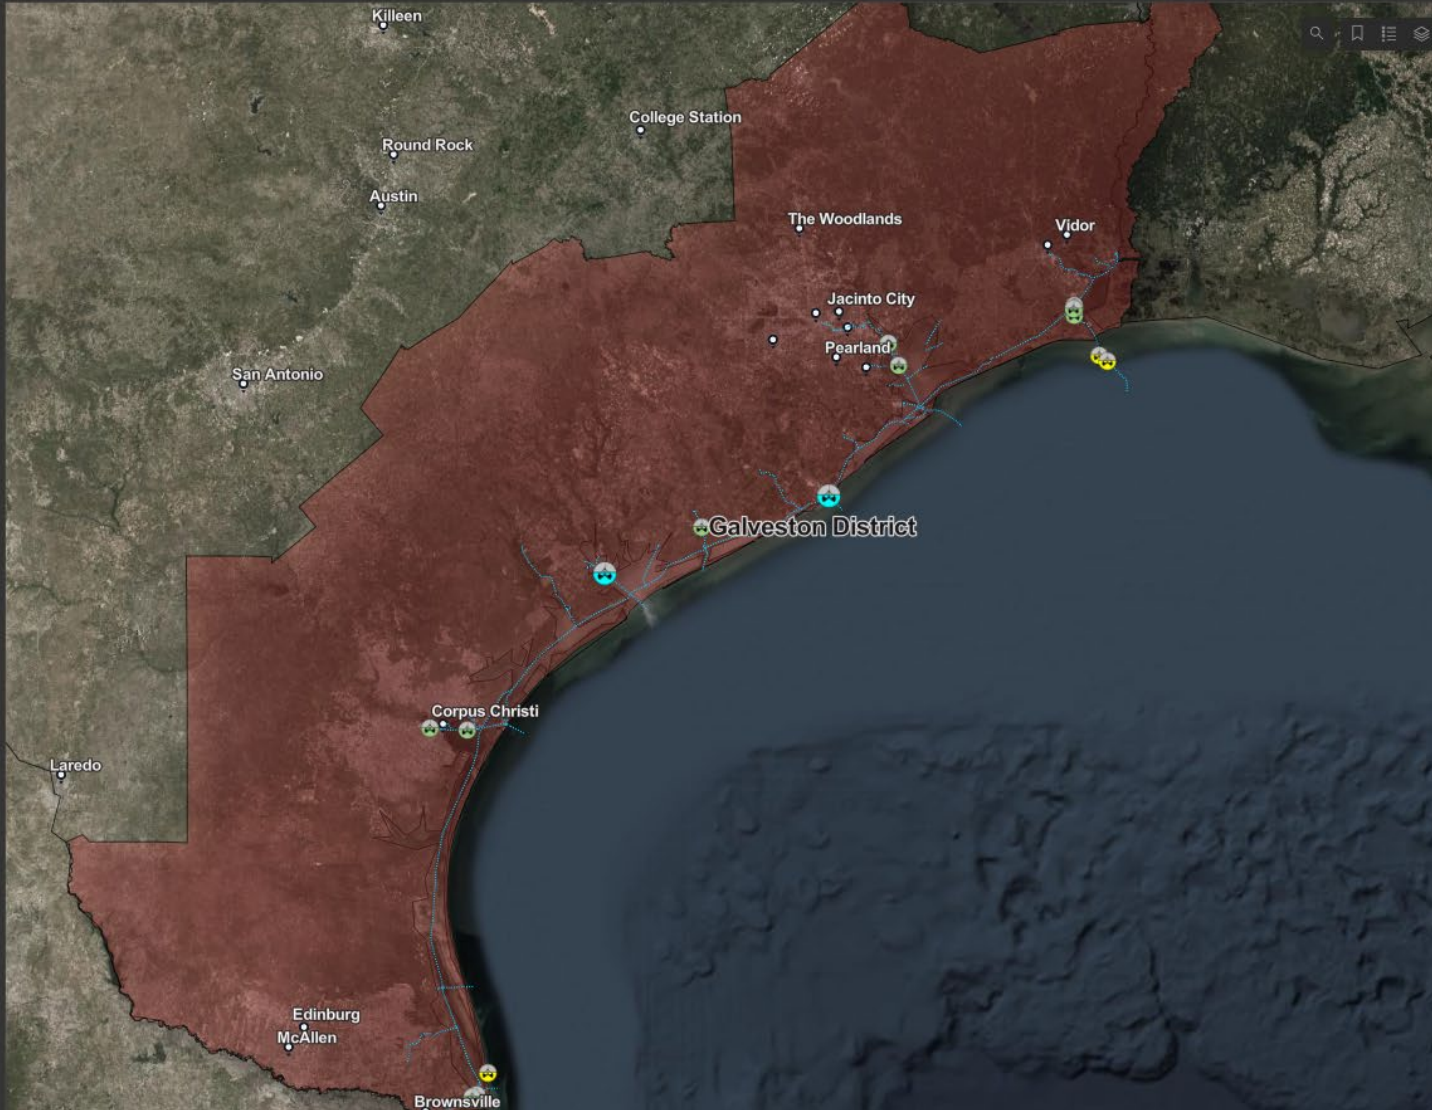 Killeen
College Station
Round Rock
Austin
The Woodlands
Vidor
Jacinto City
Pearland
San Antonio
Galveston District
Corpus Christi
Laredo
Edinburg
McAllen
Brownsville